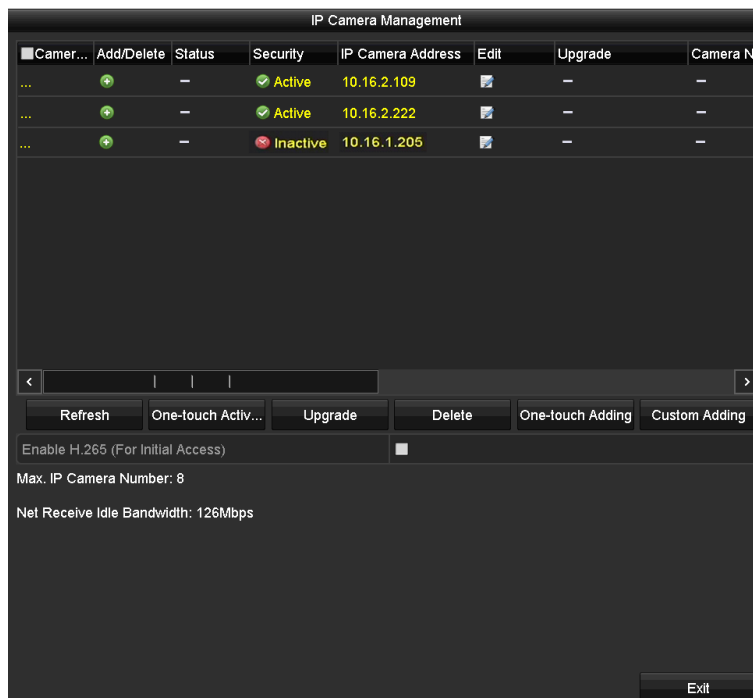 IP Camera Management
Camer... Add/Delete Status Security IP Camera Address Edit Upgrade Camera N
... – Active 10.16.2.109 – –
... – Active 10.16.2.222 – –
... – Inactive 10.16.1.205 – –
Refresh One-touch Activ... Upgrade Delete One-touch Adding Custom Adding
Enable H.265 (For Initial Access)
Max. IP Camera Number: 8
Net Receive Idle Bandwidth: 126Mbps
Exit